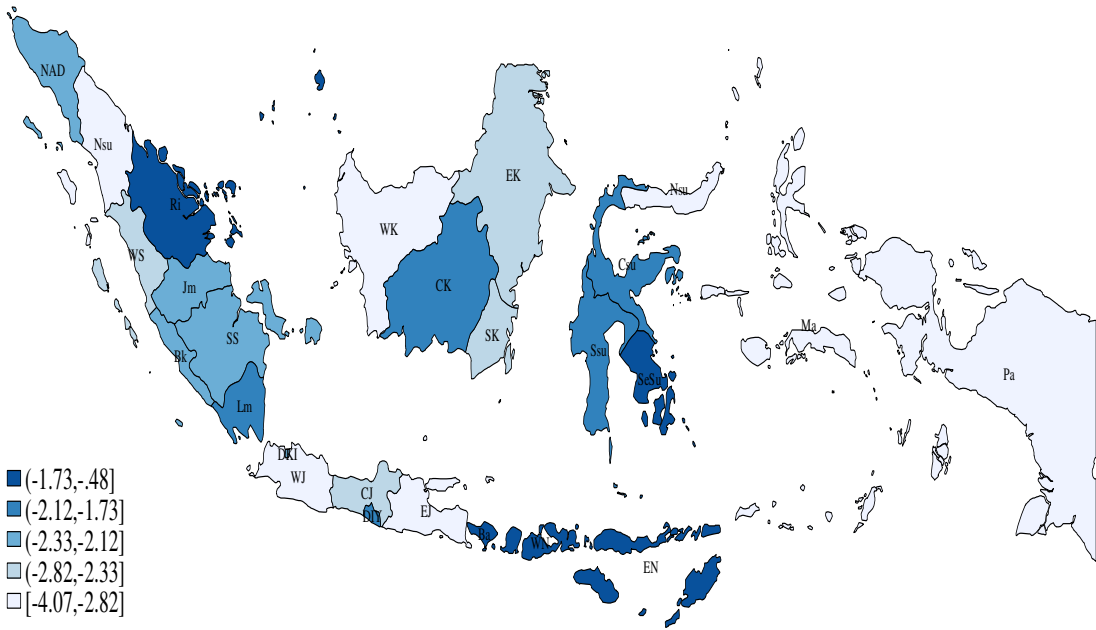 NAD
Nsu
Ri
WS
Jm
SS
Bk
Lm
EK
WK
CK
SK
Nsu
Csu
Ssu
SeSu
Ma
Pa
DKI
WJ
CJ
DIY
EJ
Ba
WN
EN
(-1.73,-.48]
(-2.12,-1.73]
(-2.33,-2.12]
(-2.82,-2.33]
[-4.07,-2.82]